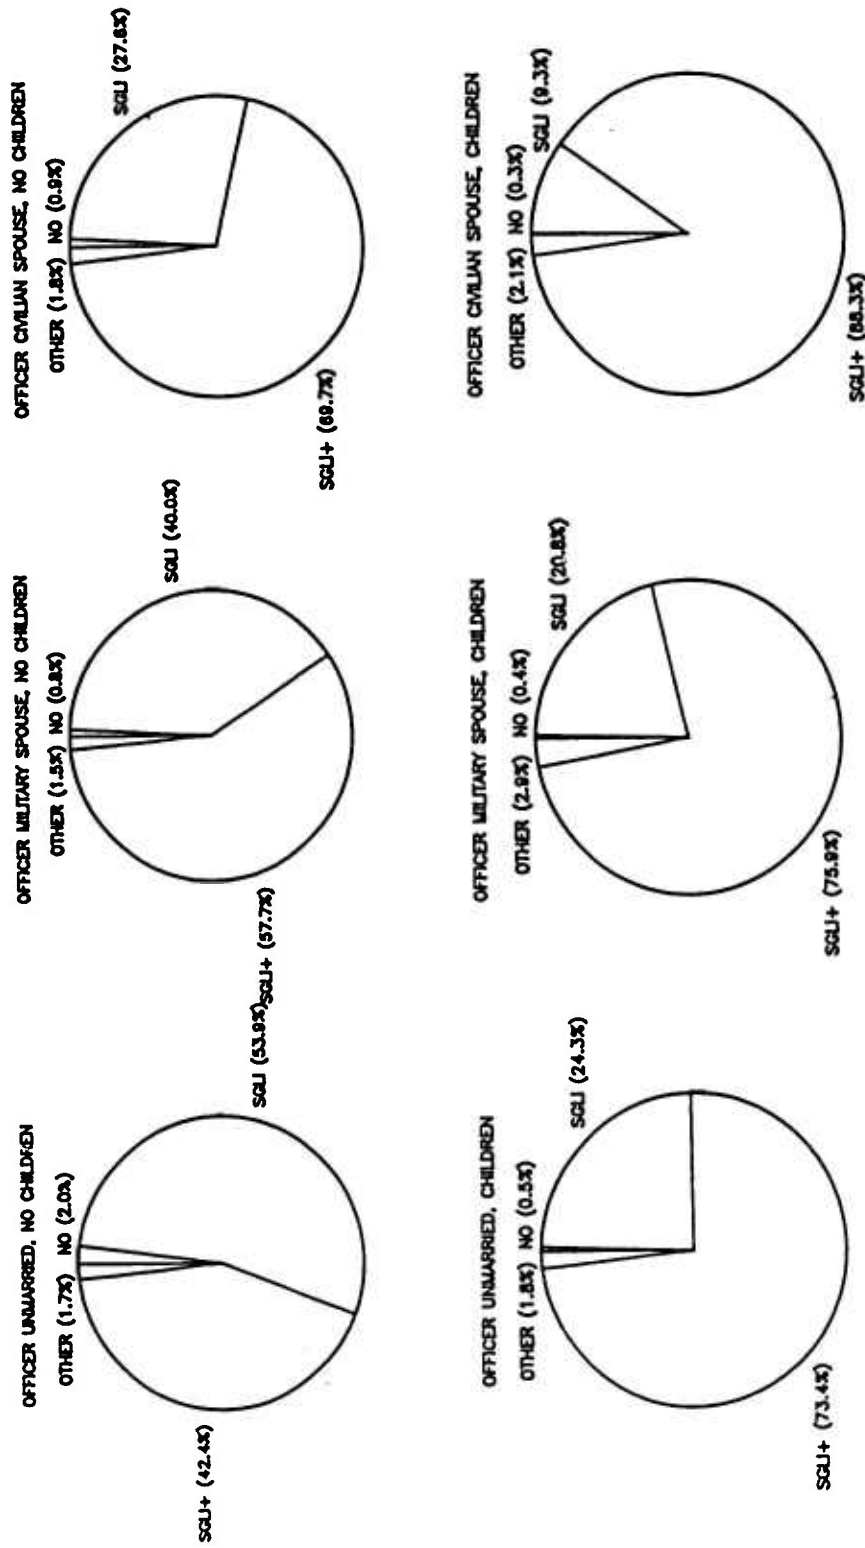 OFFICER UNMARRIED, NO CHILDREN
OTHER (1.7%) NO (2.0%)
SGLI (53.9%)
SGLI+ (42.4%)
OFFICER MILITARY SPOUSE, NO CHILDREN
OTHER (1.5%) NO (0.8%)
SGLI (40.0%)
SGLI+ (57.7%)
OFFICER CIVILIAN SPOUSE, NO CHILDREN
OTHER (1.8%) NO (0.9%)
SGLI (27.6%)
SGLI+ (69.7%)
OFFICER UNMARRIED, CHILDREN
OTHER (1.8%) NO (0.5%)
SGLI (24.3%)
SGLI+ (73.4%)
OFFICER MILITARY SPOUSE, CHILDREN
OTHER (2.9%) NO (0.4%)
SGLI (20.8%)
SGLI+ (75.9%)
OFFICER CIVILIAN SPOUSE, CHILDREN
OTHER (2.1%) NO (0.3%)
SGLI (9.3%)
SGLI+ (88.3%)